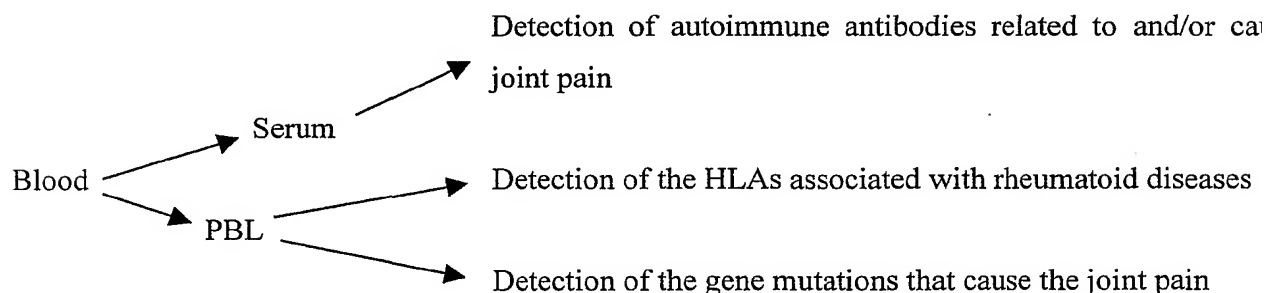 Detection of autoimmune antibodies related to and/or
joint pain
Serum
Blood
Detection of the HLAs associated with rheumatoid diseases
PBL
Detection of the gene mutations that cause the joint pain